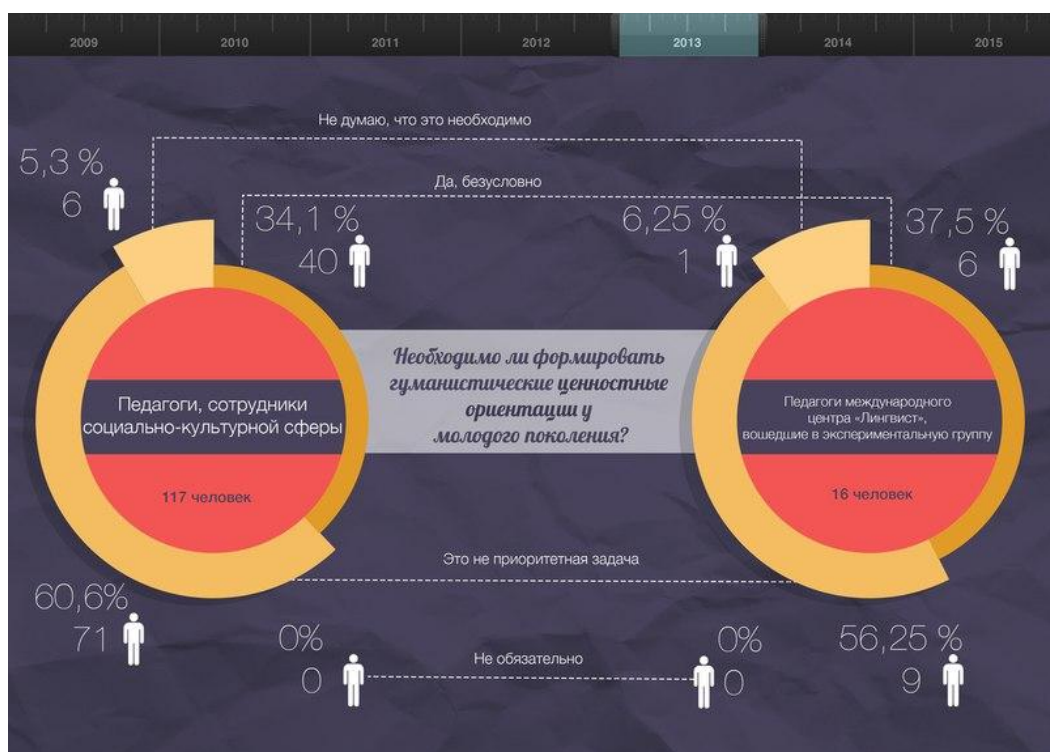 2009
2010
2011
2012
2013
2014
2015
Не думаю, что это необходимо
5,3 %
6
Да, безусловно
34,1 %
40
6,25 %
1
37,5 %
6
Необходимо ли формировать
гуманистические ценностные
ориентации у
молодого поколения?
Педагоги, сотрудники
социально-культурной сферы
117 человек
Педагоги международного
центра «Лингвист»,
вошедшие в экспериментальную группу
16 человек
Это не приоритетная задача
60,6%
71
0%
0
Не обязательно
0%
0
56,25 %
9